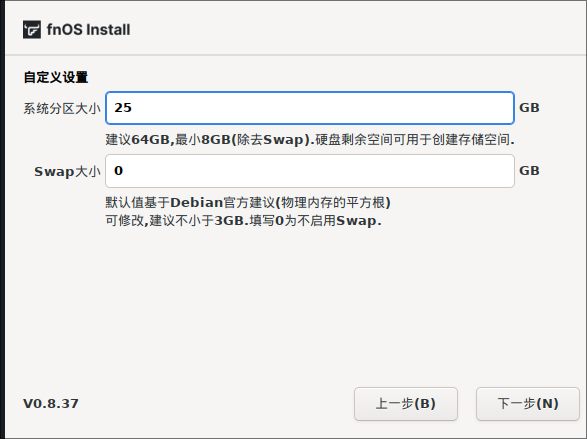 fnOS Install
自定义设置
系统分区大小 25 GB
建议64GB,最小8GB(除去Swap).硬盘剩余空间可用于创建存储空间.
Swap大小 0 GB
默认值基于Debian官方建议(物理内存的平方根)
可修改,建议不小于3GB.填写0为不启用Swap.
V0.8.37 上一步(B) 下一步(N)